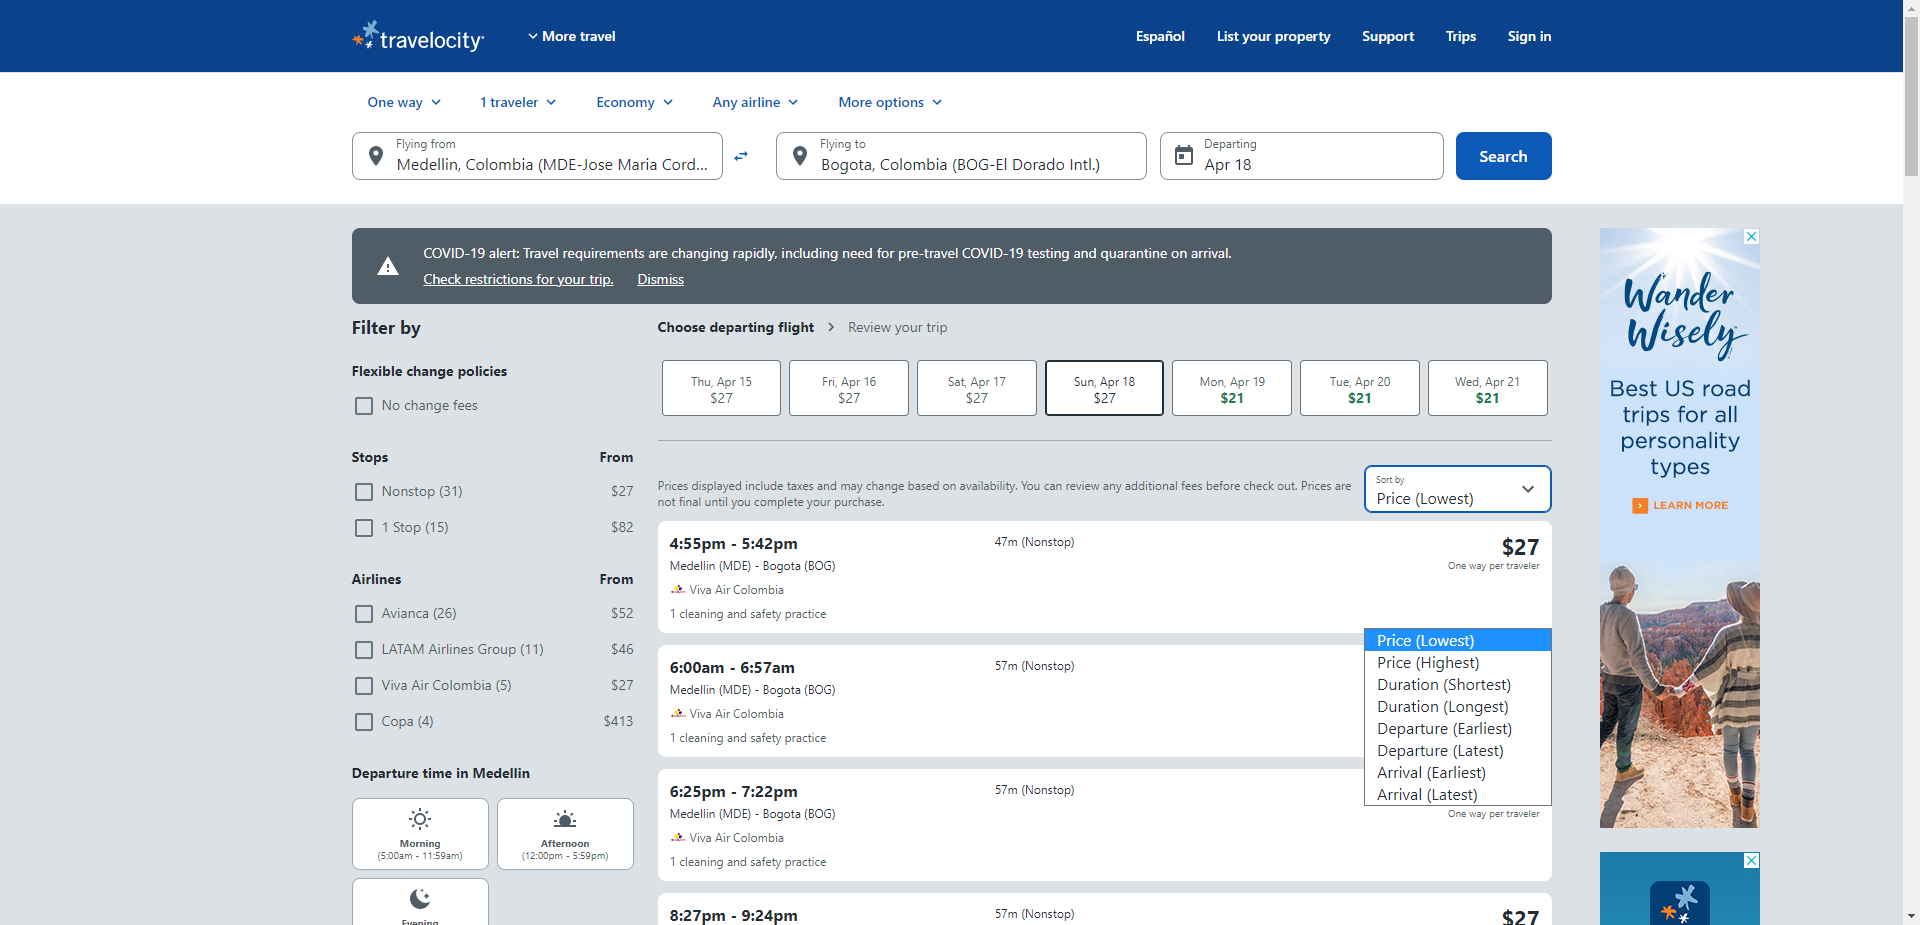 travelocity
More travel
Español
List your property
Support
Trips
Sign in
One way
1 traveler
Economy
Any airline
More options
Flying from
Medellin, Colombia (MDE-Jose Maria Cord...
Flying to
Bogota, Colombia (BOG-El Dorado Intl.)
Departing
Apr 18
Search
COVID-19 alert: Travel requirements are changing rapidly, including need for pre-travel COVID-19 testing and quarantine on arrival.
Check restrictions for your trip.
Dismiss
Filter by
Flexible change policies
No change fees
Stops
From
Nonstop (31)
$27
1 Stop (15)
$82
Airlines
From
Avianca (26)
$52
LATAM Airlines Group (11)
$46
Viva Air Colombia (5)
$27
Copa (4)
$413
Departure time in Medellin
Morning
(5:00am - 11:59am)
Afternoon
(12:00pm - 5:59pm)
Evening
Choose departing flight
Review your trip
Thu, Apr 15
$27
Fri, Apr 16
$27
Sat, Apr 17
$27
Sun, Apr 18
$27
Mon, Apr 19
$21
Tue, Apr 20
$21
Wed, Apr 21
$21
Prices displayed include taxes and may change based on availability. You can review any additional fees before check out. Prices are
not final until you complete your purchase.
Sort by
Price (Lowest)
4:55pm - 5:42pm
Medellin (MDE) - Bogota (BOG)
Viva Air Colombia
1 cleaning and safety practice
47m (Nonstop)
$27
One way per traveler
6:00am - 6:57am
Medellin (MDE) - Bogota (BOG)
Viva Air Colombia
1 cleaning and safety practice
57m (Nonstop)
Price (Lowest)
Price (Highest)
Duration (Shortest)
Duration (Longest)
Departure (Earliest)
Departure (Latest)
Arrival (Earliest)
Arrival (Latest)
6:25pm - 7:22pm
Medellin (MDE) - Bogota (BOG)
Viva Air Colombia
1 cleaning and safety practice
57m (Nonstop)
One way per traveler
8:27pm - 9:24pm
57m (Nonstop)
$27
Wander
Wisely
Best US road
trips for all
personality
types
LEARN MORE